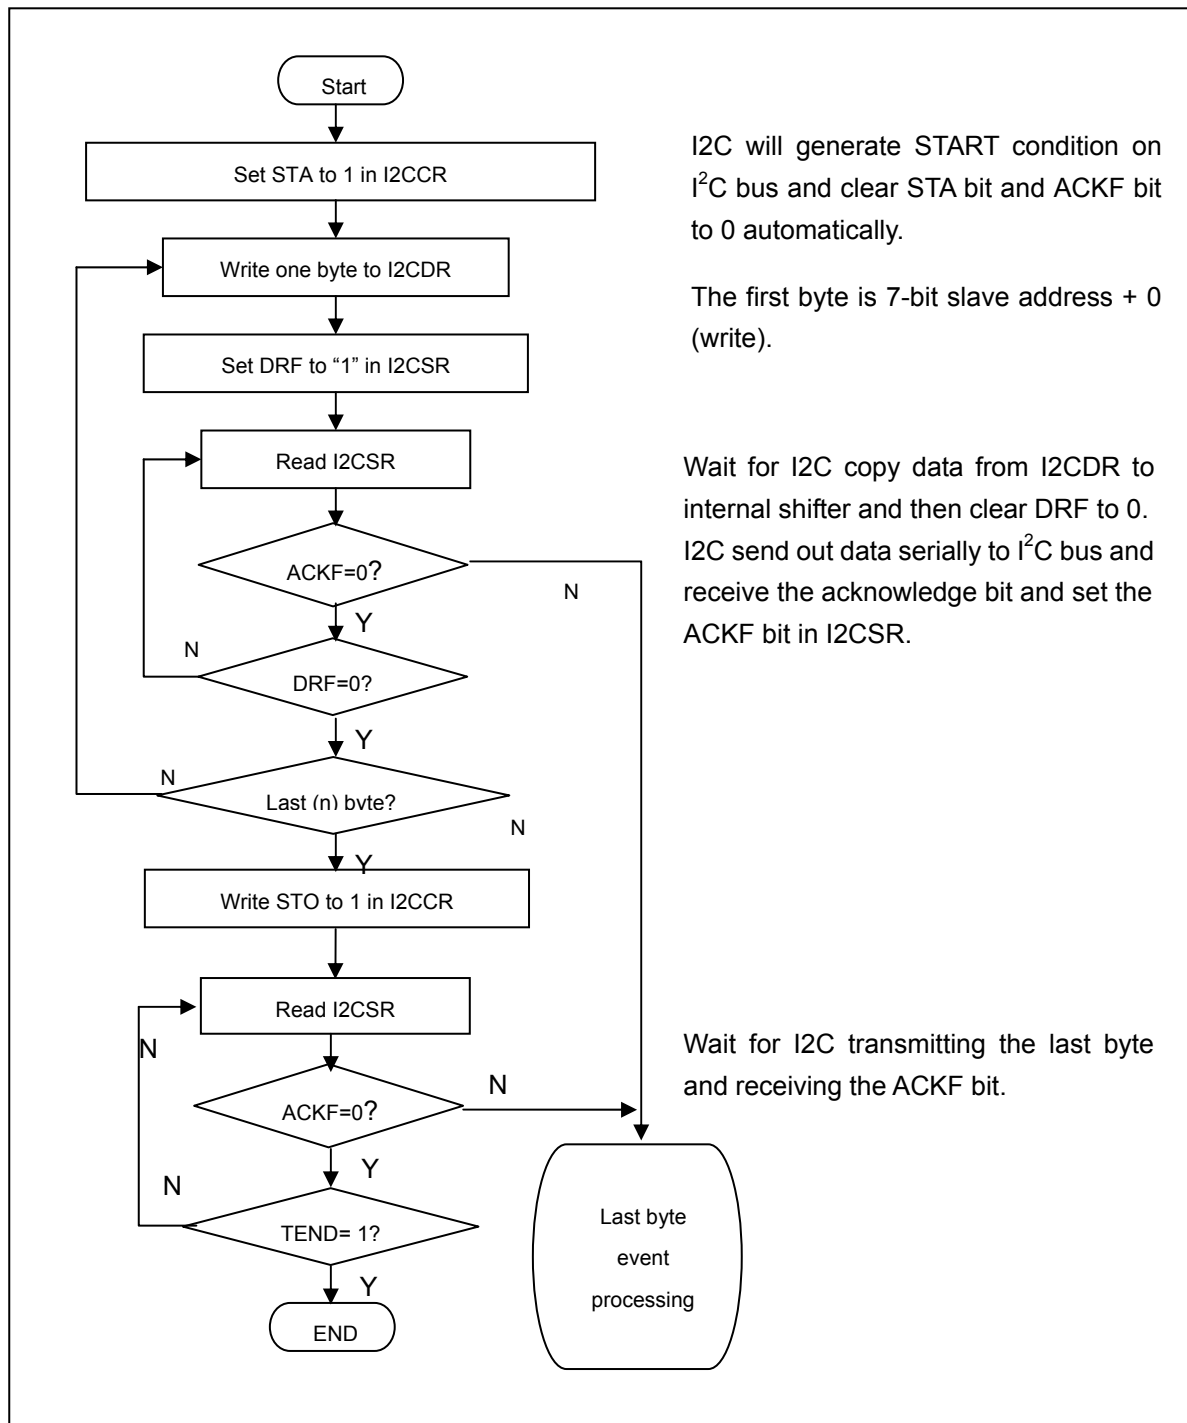 Start
Set STA to 1 in I2CCR
I2C will generate START condition on
I²C bus and clear STA bit and ACKF bit
to 0 automatically.
Write one byte to I2CDR
The first byte is 7-bit slave address + 0
(write).
Set DRF to “1” in I2CSR
Read I2CSR
Wait for I2C copy data from I2CDR to
internal shifter and then clear DRF to 0.
I2C send out data serially to I²C bus and
receive the acknowledge bit and set the
ACKF bit in I2CSR.
ACKF=0?
N
Y
N
DRF=0?
Y
N
Last (n) byte?
N
Y
Write STO to 1 in I2CCR
Read I2CSR
N
Wait for I2C transmitting the last byte
and receiving the ACKF bit.
ACKF=0?
N
Y
N
TEND= 1?
Y
END
Last byte
event
processing